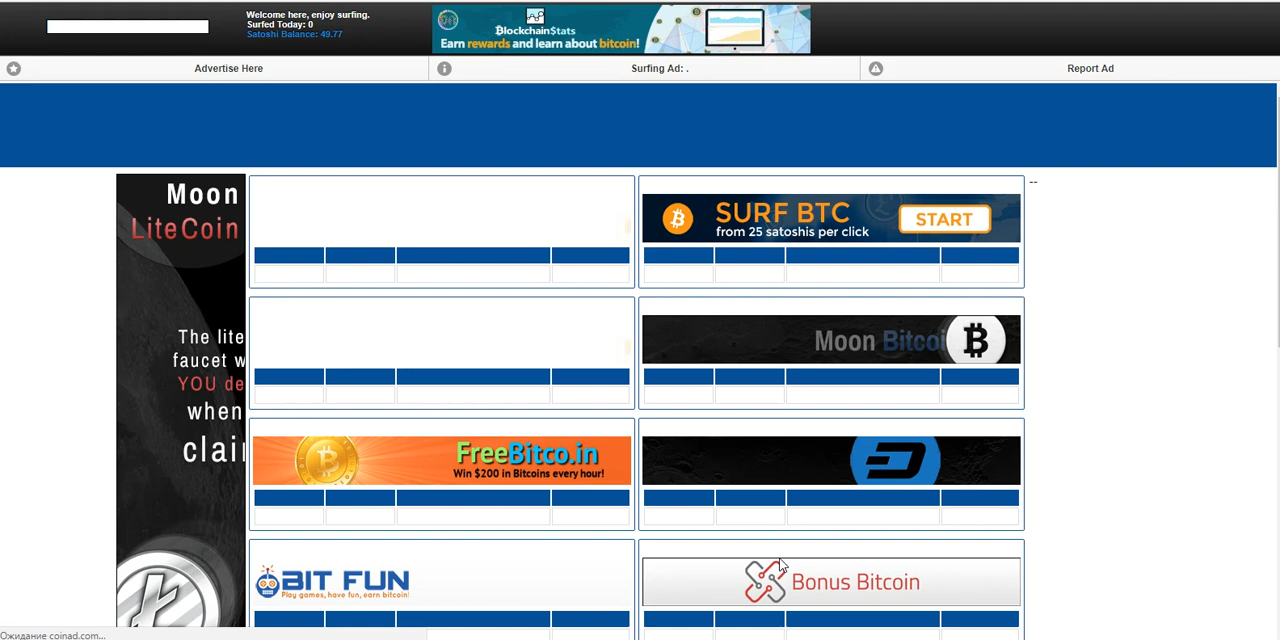 Welcome here, enjoy surfing.
Surfed Today: 0
Satoshi Balance: 49.77
Blockchain$tats
Earn rewards and learn about bitcoin!
Advertise Here
Surfing Ad: .
Report Ad
Moon
LiteCoin
The lite
faucet w
YOU de
when
clai
SURF BTC
from 25 satoshis per click
START
Moon Bitcoi
FreeBitco.in
Win $200 in Bitcoins every hour!
BIT FUN
Play games, have fun, earn bitcoin!
Bonus Bitcoin
--
Ожидание coinad.com...